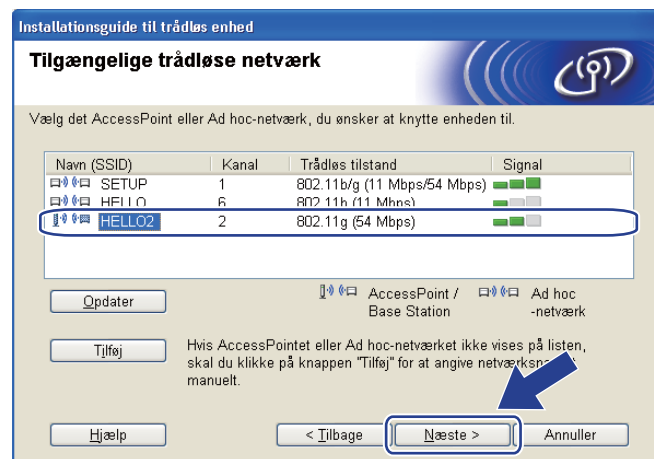 Installationsguide til trådløs enhed
Tilgængelige trådløse netværk
Vælg det AccessPoint eller Ad hoc-netværk, du ønsker at knytte enheden til.
Navn (SSID) Kanal Trådløs tilstand Signal
SETUP 1 802.11b/g (11 Mbps/54 Mbps)
HELLO 6 802.11b (11 Mbps)
HELLO2 2 802.11g (54 Mbps)
Opdater
AccessPoint / Base Station
Ad hoc -netværk
Tilføj
Hvis AccessPointet eller Ad hoc-netværket ikke vises på listen,
skal du klikke på knappen "Tilføj" for at angive
manuelt.
Hjælp < Tilbage Næste > Annuller